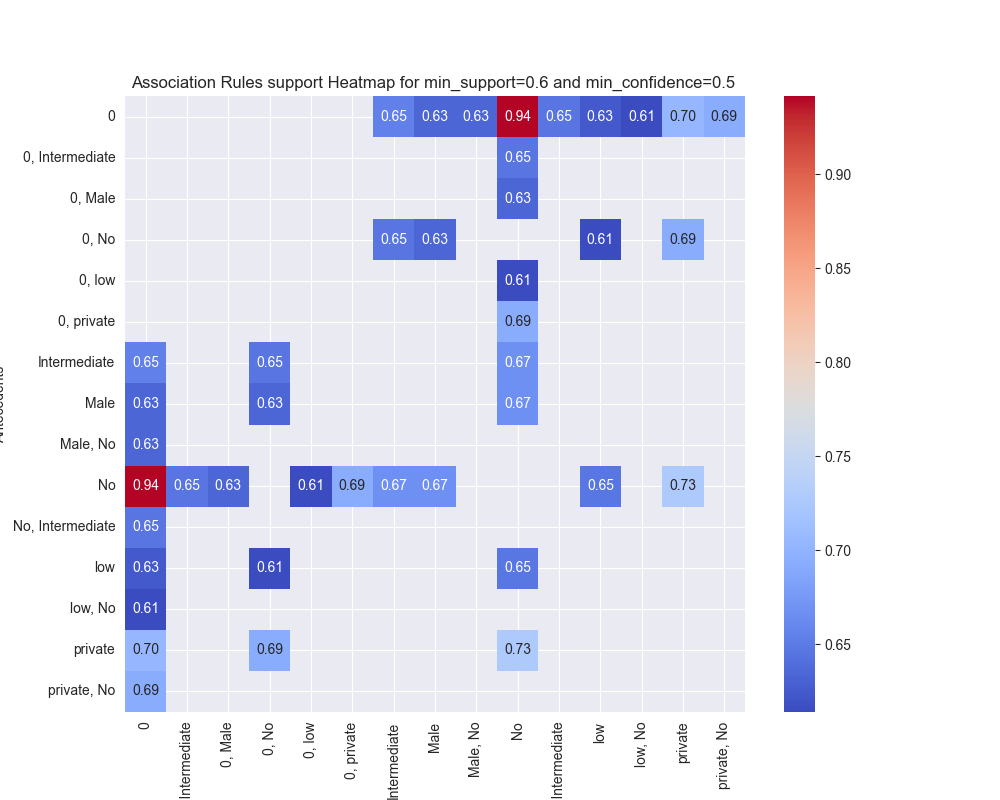 Association Rules support Heatmap for min_support=0.6 and min_confidence=0.5
0 0.65 0.63 0.63 0.94 0.65 0.63 0.61 0.70 0.69
0, Intermediate 0.65
0, Male 0.63
0, No 0.65 0.63 0.61 0.69
0, low 0.61
0, private 0.69
Intermediate 0.65 0.65 0.67
Male 0.63 0.63 0.67
Male, No 0.63
No 0.94 0.65 0.63 0.61 0.69 0.67 0.67 0.65 0.73
No, Intermediate 0.65
low 0.63 0.61 0.65
low, No 0.61
private 0.70 0.69 0.73
private, No 0.69
0
Intermediate
0, Male
0, No
0, low
0, private
Intermediate
Male
Male, No
No
Intermediate
low
low, No
private
private, No
0.90
0.85
0.80
0.75
0.70
0.65